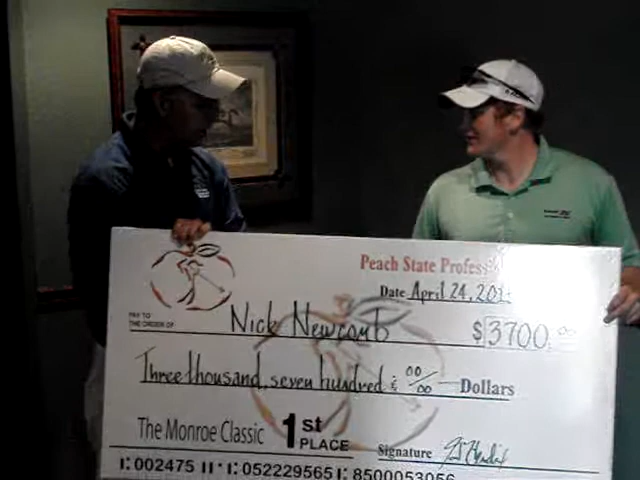 Peach State Profess
Date April 24, 201
PAY TO
THE ORDER OF Nick Newcomb $3700.00
Three thousand, seven hundred & 00/00 Dollars
The Monroe Classic 1st PLACE Signature
002475 052229565 8500053056